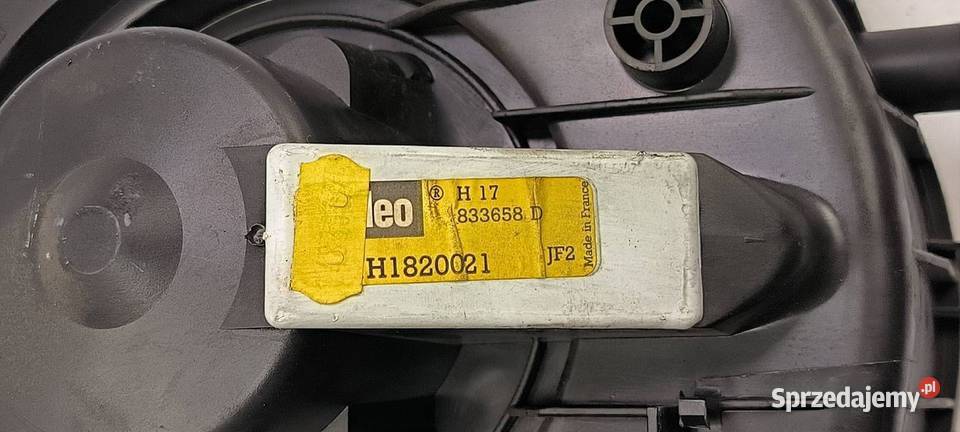 leo ® H 17
833658 D
H1820021 JF2
Made in France
Sprzedajemy.pl